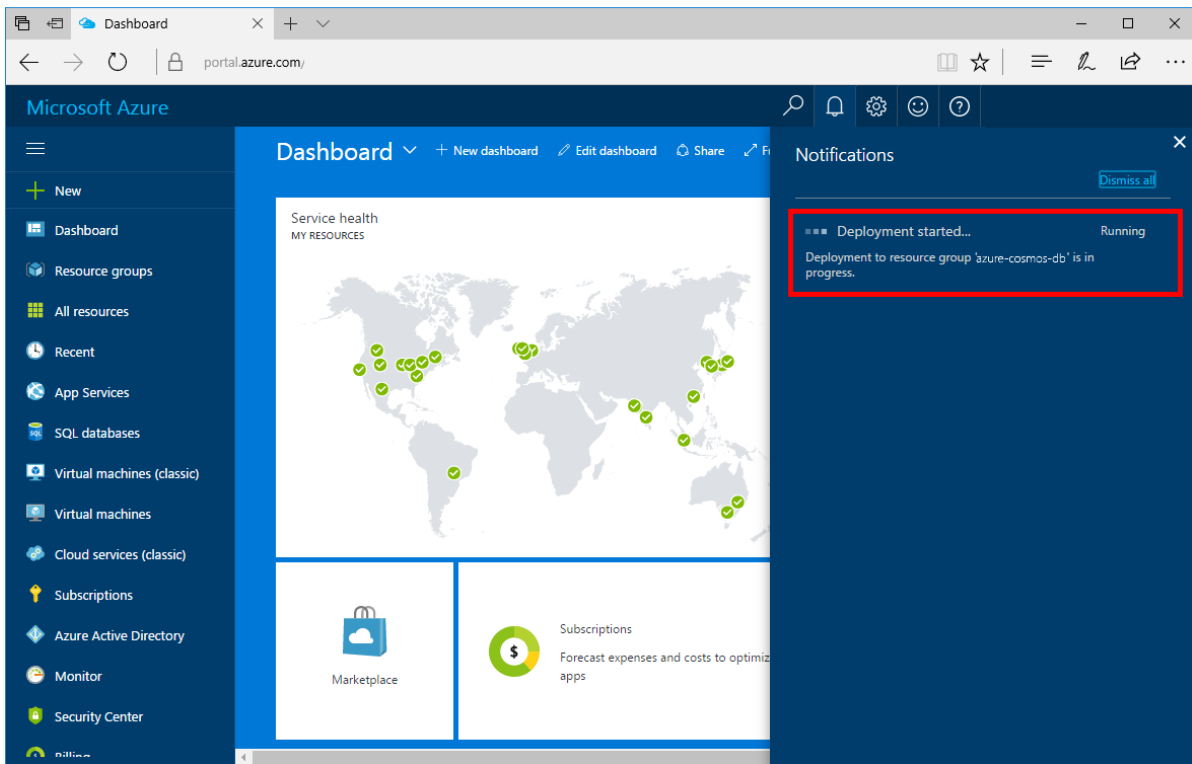 Dashboard
portal.azure.com/
Microsoft Azure
New
Dashboard
Resource groups
All resources
Recent
App Services
SQL databases
Virtual machines (classic)
Virtual machines
Cloud services (classic)
Subscriptions
Azure Active Directory
Monitor
Security Center
Billing
Dashboard + New dashboard Edit dashboard Share
Service health
MY RESOURCES
Marketplace
Subscriptions
Forecast expenses and costs to optimiz
apps
Notifications
Dismiss all
Deployment started... Running
Deployment to resource group 'azure-cosmos-db' is in
progress.